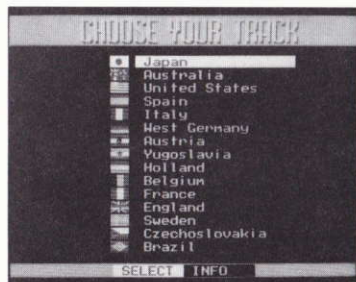 CHOOSE YOUR TRACK
Japan
Australia
United States
Spain
Italy
West Germany
Austria
Yugoslavia
Holland
Belgium
France
England
Sweden
Czechoslovakia
Brazil
SELECT INFO